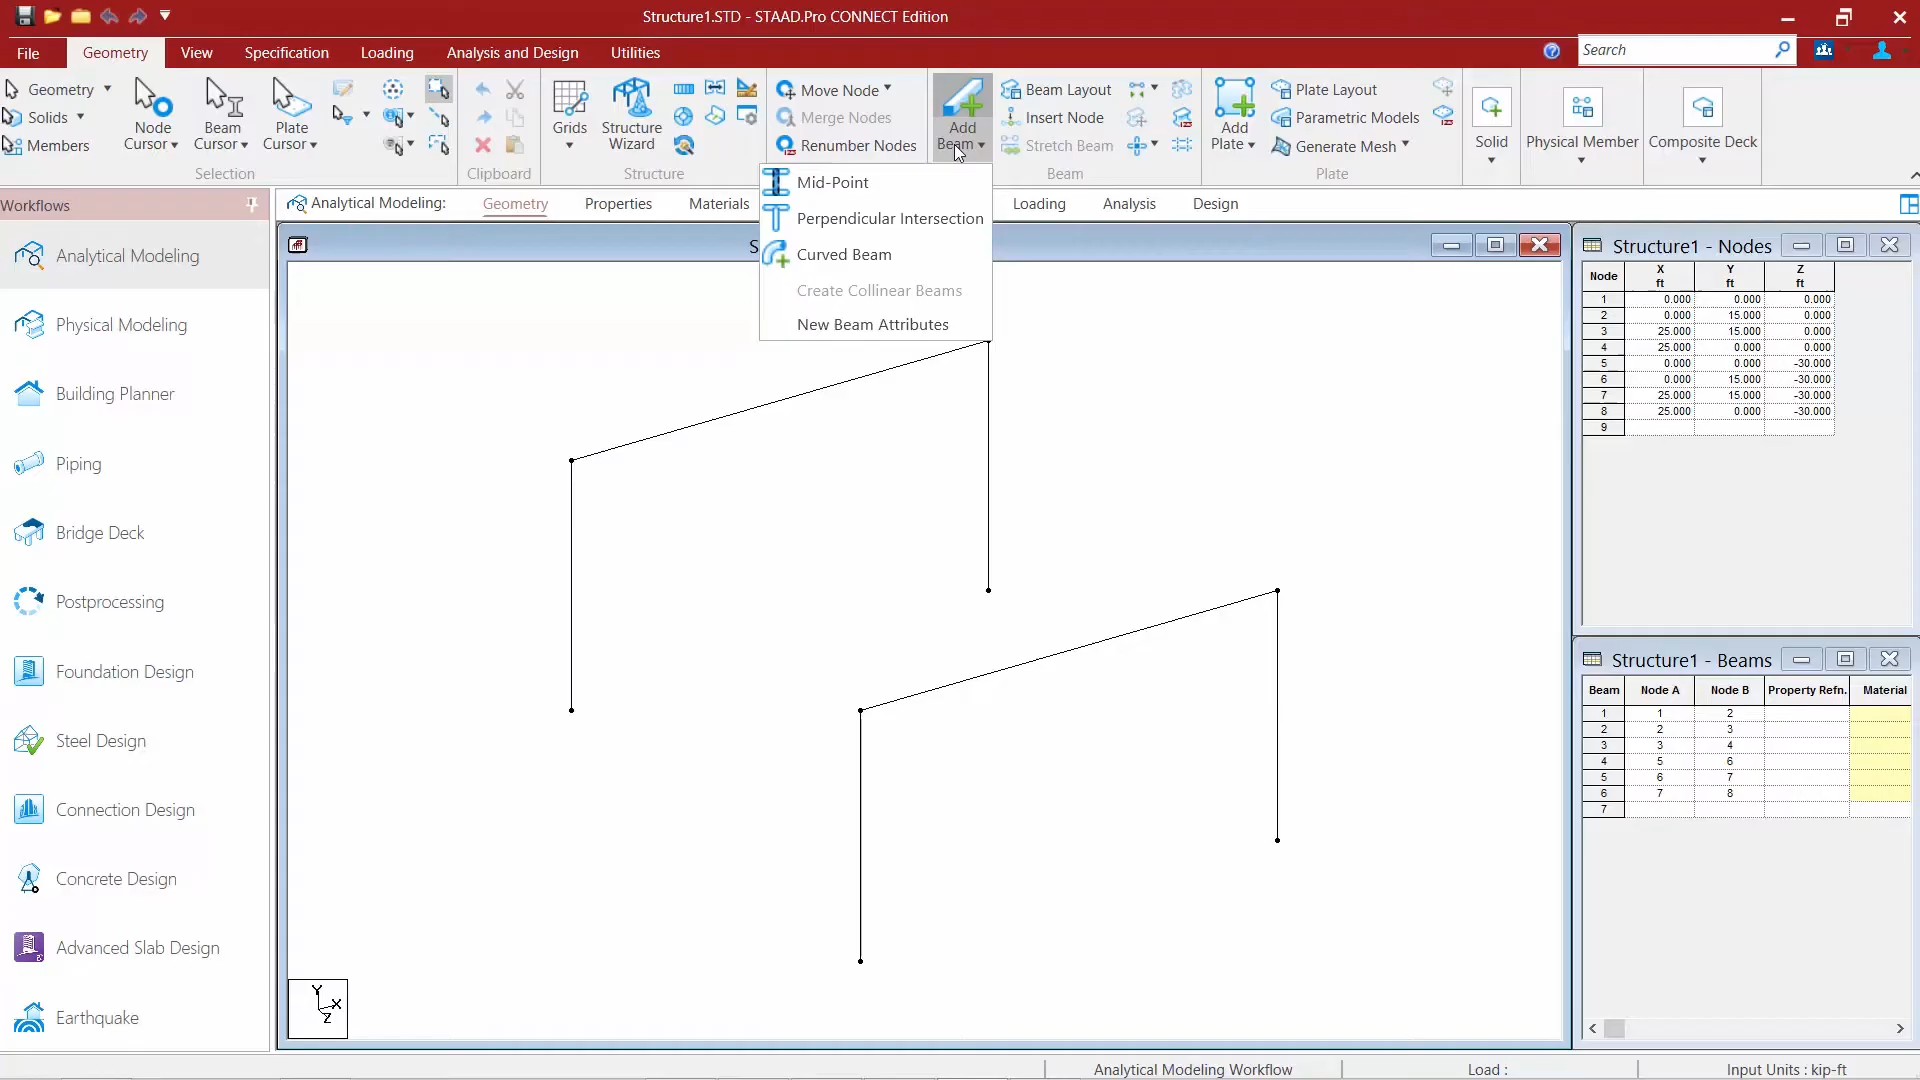 Structure1.STD - STAAD.Pro CONNECT Edition
File
Geometry
View
Specification
Loading
Analysis and Design
Utilities
Search
Geometry
Solids
Members
Node Cursor
Beam Cursor
Plate Cursor
Selection
Clipboard
Grids
Structure Wizard
Structure
Move Node
Merge Nodes
Renumber Nodes
Add Beam
Beam Layout
Insert Node
Stretch Beam
Beam
Add Plate
Plate Layout
Parametric Models
Generate Mesh
Plate
Solid
Physical Member
Composite Deck
Mid-Point
Perpendicular Intersection
Curved Beam
Create Collinear Beams
New Beam Attributes
Workflows
Analytical Modeling
Physical Modeling
Building Planner
Piping
Bridge Deck
Postprocessing
Foundation Design
Steel Design
Connection Design
Concrete Design
Advanced Slab Design
Earthquake
Analytical Modeling:
Geometry
Properties
Materials
Loading
Analysis
Design
S
Y
X
Z
Structure1 - Nodes
Node X ft Y ft Z ft
1 0.000 0.000 0.000
2 0.000 15.000 0.000
3 25.000 15.000 0.000
4 25.000 0.000 0.000
5 0.000 0.000 -30.000
6 0.000 15.000 -30.000
7 25.000 15.000 -30.000
8 25.000 0.000 -30.000
9
Structure1 - Beams
Beam Node A Node B Property Refn. Material
1 1 2
2 2 3
3 3 4
4 5 6
5 6 7
6 7 8
7
Analytical Modeling Workflow
Load :
Input Units : kip-ft